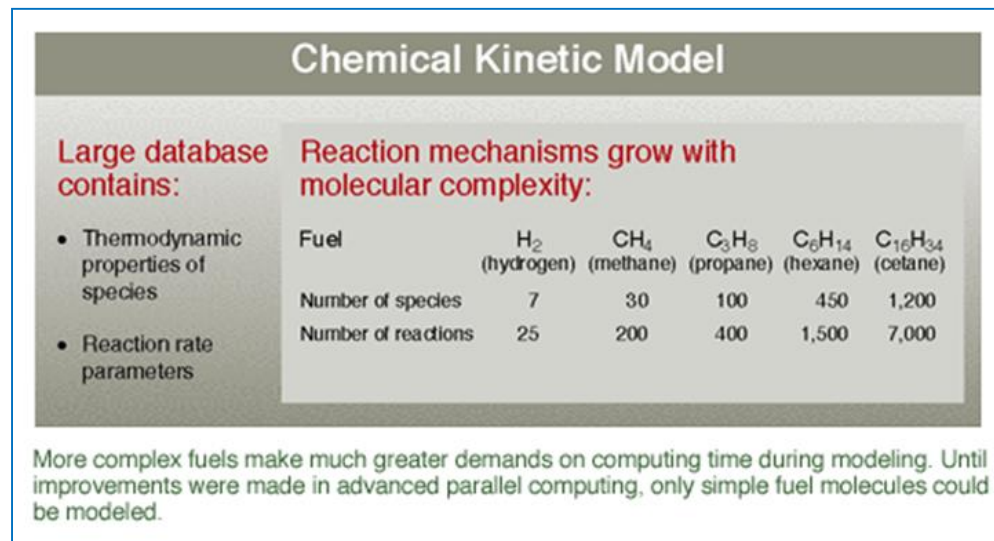 Chemical Kinetic Model
Large database
contains:
• Thermodynamic
properties of
species
• Reaction rate
parameters
Reaction mechanisms grow with
molecular complexity:
Fuel H₂ CH₄ C₃H₈ C₆H₁₄ C₁₆H₃₄
(hydrogen) (methane) (propane) (hexane) (cetane)
Number of species 7 30 100 450 1,200
Number of reactions 25 200 400 1,500 7,000
More complex fuels make much greater demands on computing time during modeling. Until
improvements were made in advanced parallel computing, only simple fuel molecules could
be modeled.